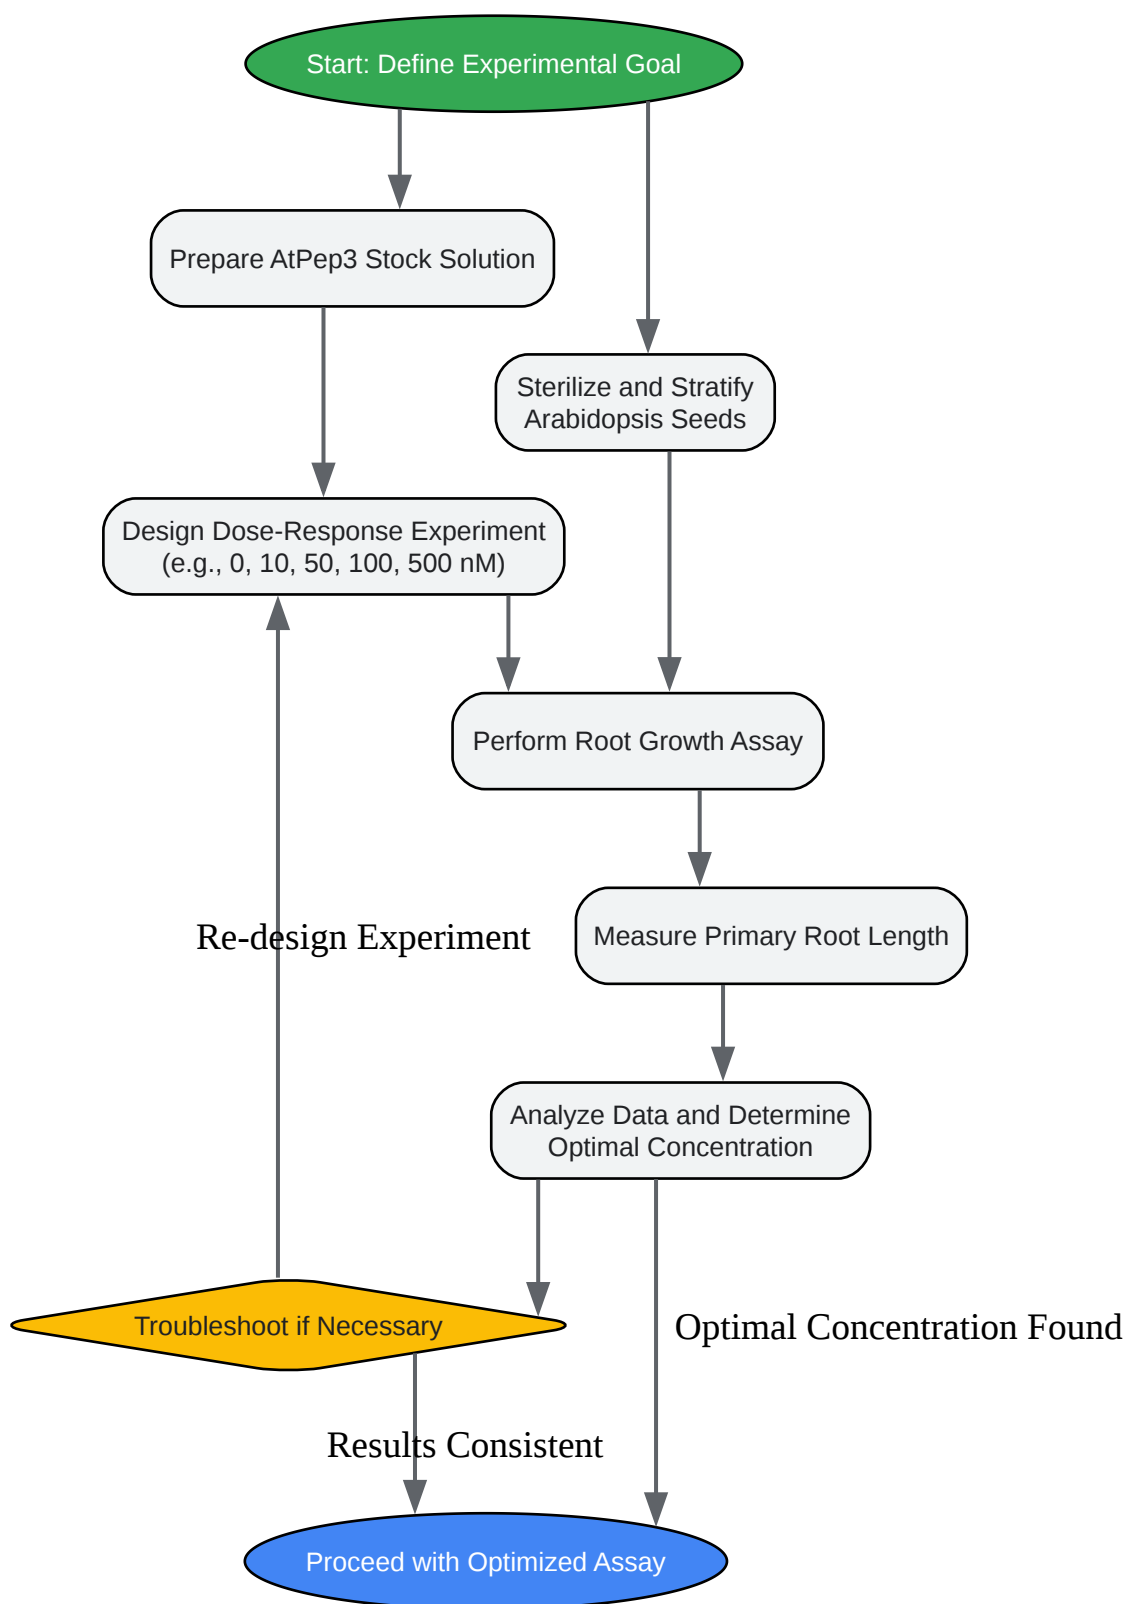 Start: Define Experimental Goal
Prepare AtPep3 Stock Solution
Sterilize and Stratify
Arabidopsis Seeds
Design Dose-Response Experiment
(e.g., 0, 10, 50, 100, 500 nM)
Perform Root Growth Assay
Measure Primary Root Length
Re-design Experiment
Analyze Data and Determine
Optimal Concentration
Troubleshoot if Necessary
Optimal Concentration Found
Results Consistent
Proceed with Optimized Assay